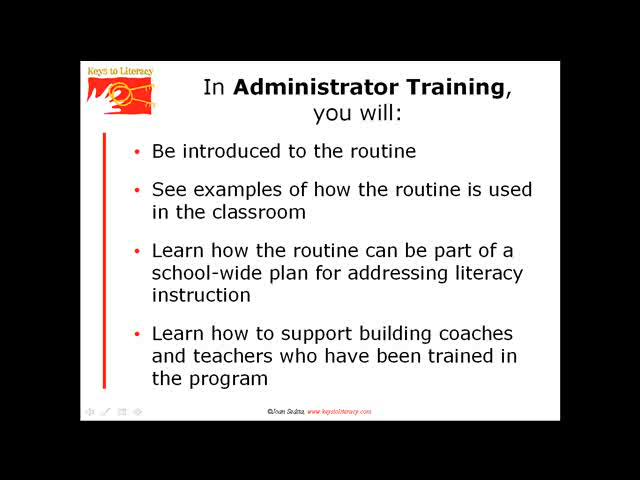 Keys to Literacy
In Administrator Training,
you will:
• Be introduced to the routine
• See examples of how the routine is used
in the classroom
• Learn how the routine can be part of a
school-wide plan for addressing literacy
instruction
• Learn how to support building coaches
and teachers who have been trained in
the program
©Joan Sedita, www.keystoliteracy.com